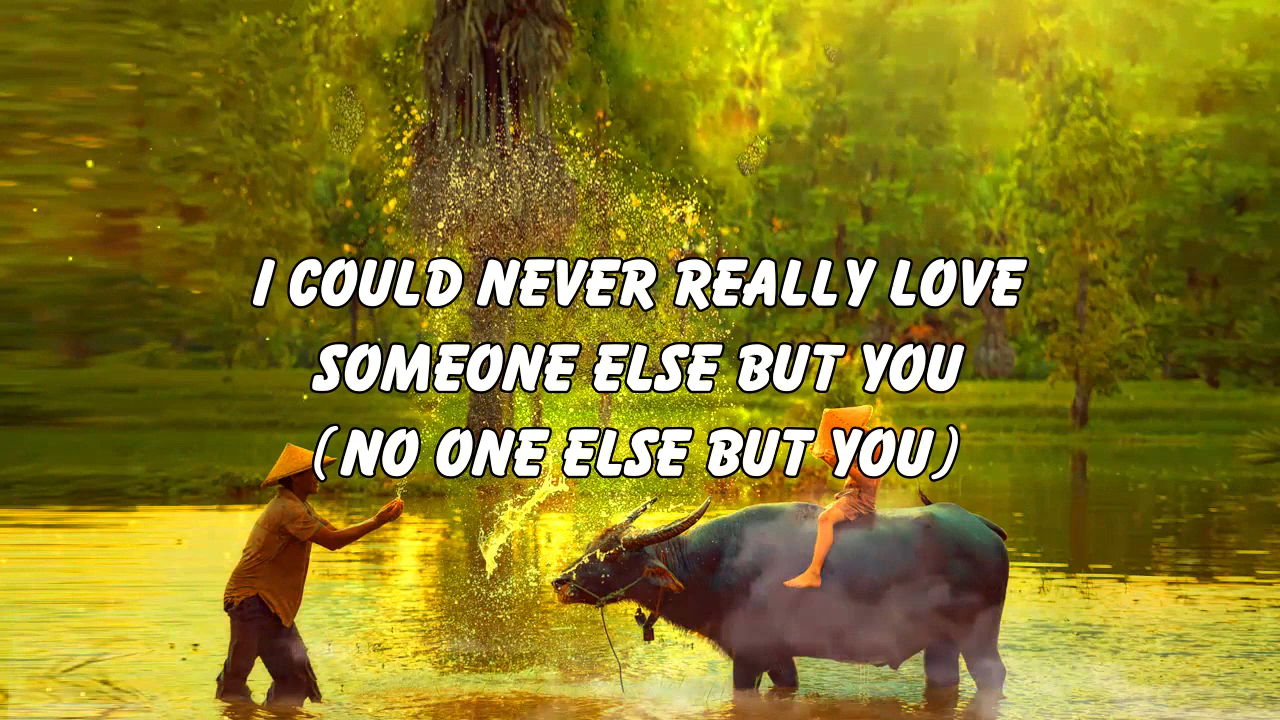 I COULD NEVER REALLY LOVE
SOMEONE ELSE BUT YOU
(NO ONE ELSE BUT YOU)